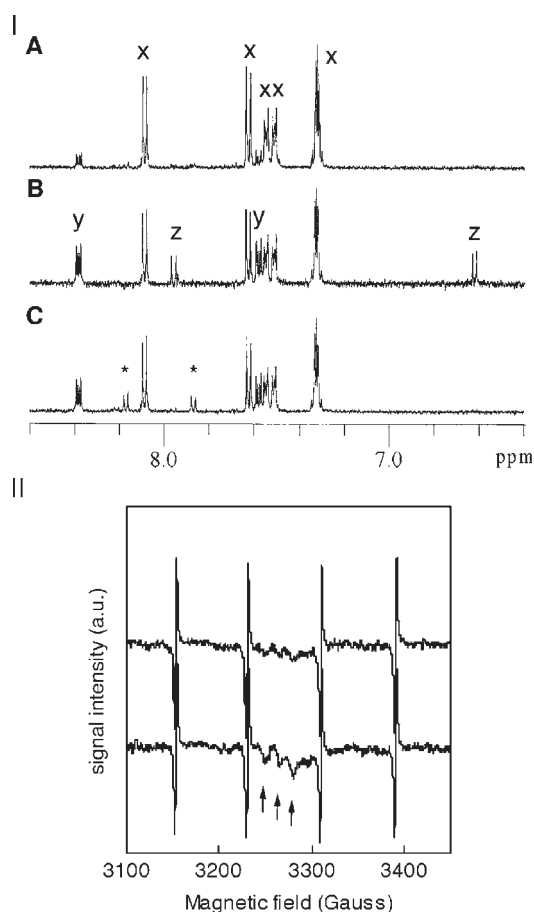 I
A
x x xx x
B
y z y z
C
* *
8.0 7.0 ppm
II
signal intensity (a.u.)
3100 3200 3300 3400
Magnetic field (Gauss)